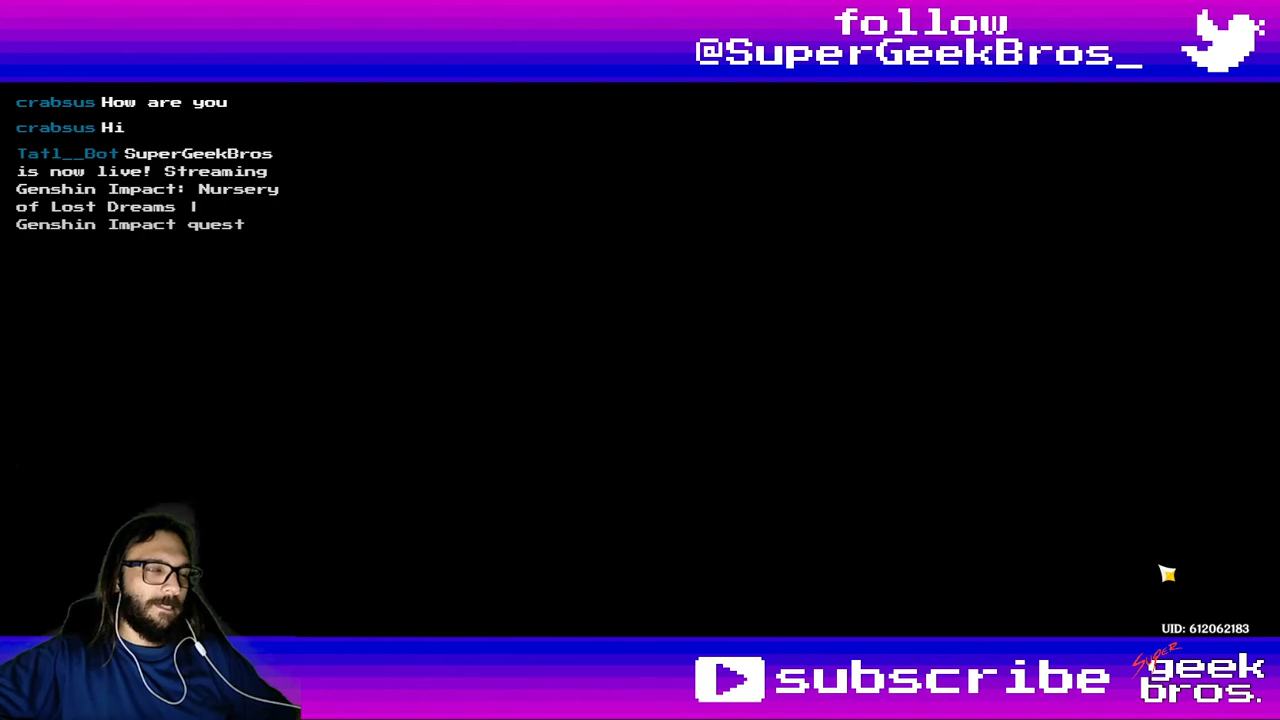 follow
@SuperGeekBros_
crabsus How are you
crabsus Hi
Tatl__Bot SuperGeekBros
is now live! Streaming
Genshin Impact: Nursery
of Lost Dreams |
Genshin Impact quest
UID: 612062183
subscribe
SUPER
geek
bros.